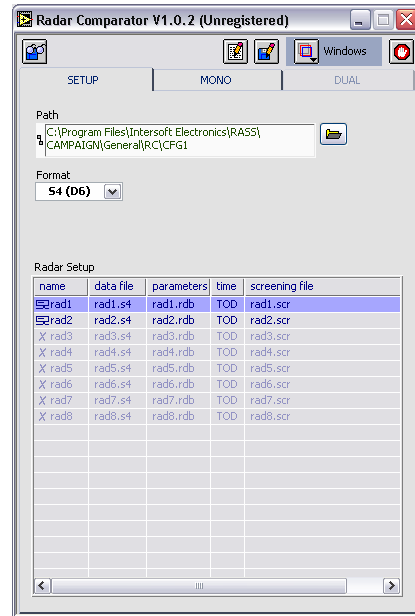 Radar Comparator V1.0.2 (Unregistered)
Windows
SETUP MONO DUAL
Path
C:\Program Files\Intersoft Electronics\RASS\
CAMPAIGN\General\RC\CFG1
Format
S4 (D6)
Radar Setup
name data file parameters time screening file
rad1 rad1.s4 rad1.rdb TOD rad1.scr
rad2 rad2.s4 rad2.rdb TOD rad2.scr
X rad3 rad3.s4 rad3.rdb TOD rad3.scr
X rad4 rad4.s4 rad4.rdb TOD rad4.scr
X rad5 rad5.s4 rad5.rdb TOD rad5.scr
X rad6 rad6.s4 rad6.rdb TOD rad6.scr
X rad7 rad7.s4 rad7.rdb TOD rad7.scr
X rad8 rad8.s4 rad8.rdb TOD rad8.scr